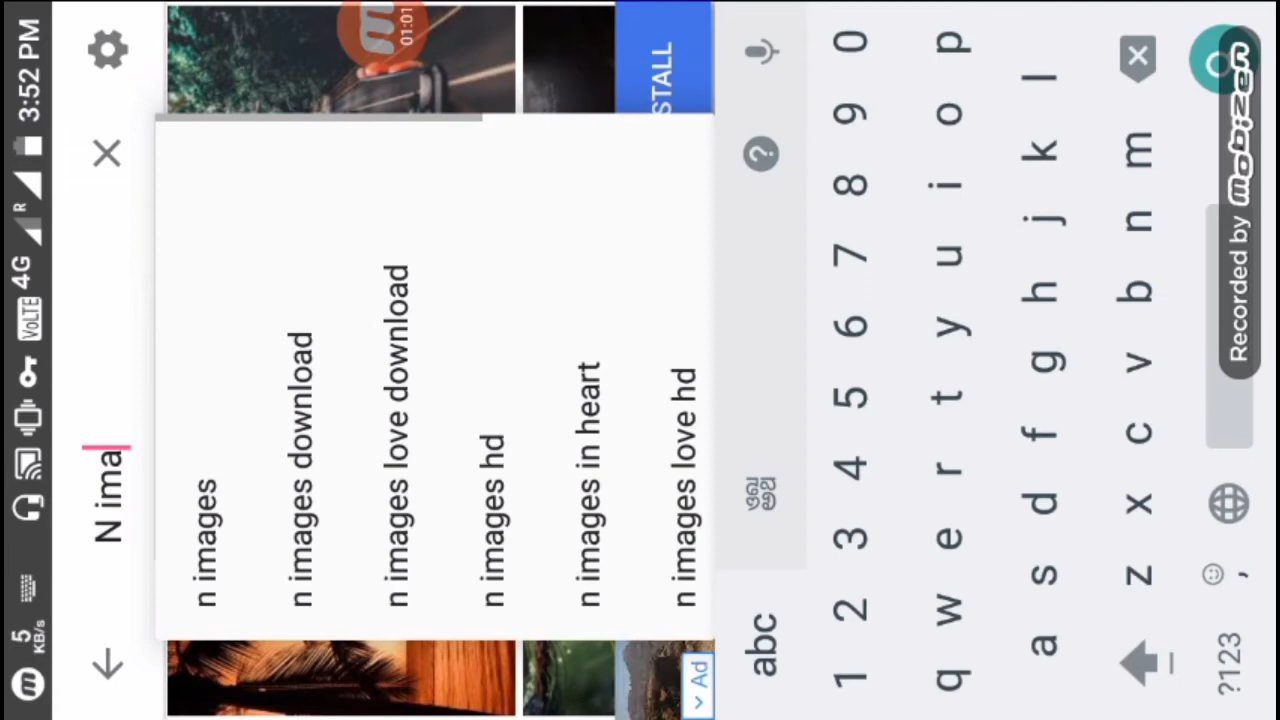 5 KB/s VoLTE 4G R 3:52 PM
N ima
01:01
n images
n images download
n images love download
n images hd
n images in heart
n images love hd
STALL
Ad
abc
1 2 3 4 5 6 7 8 9 0
q w e r t y u i o p
a s d f g h j k l
z x c v b n m
?123 ,
Recorded by mobizen